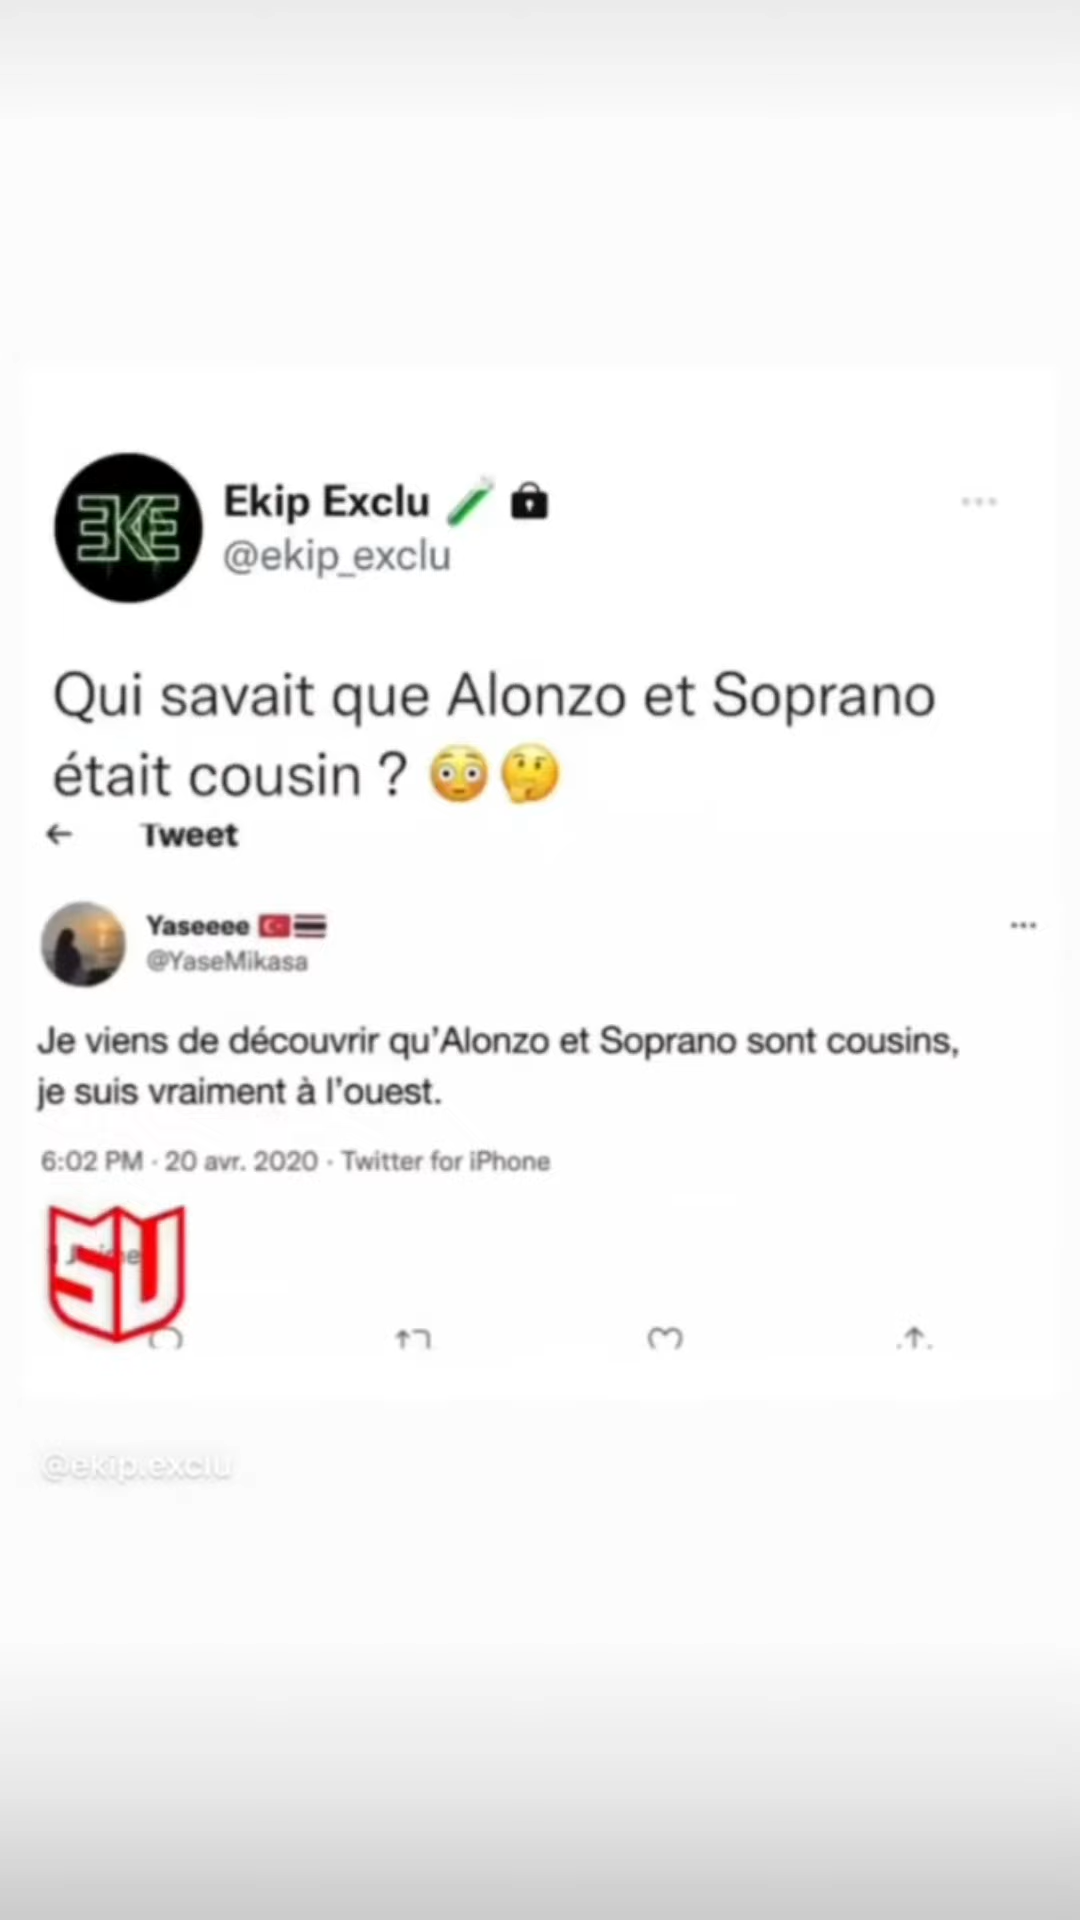 EKE
Ekip Exclu
@ekip_exclu
Qui savait que Alonzo et Soprano
était cousin ? 😳🤔
Tweet
Yaseeee 🇹🇷🇹🇭
@YaseMikasa
Je viens de découvrir qu'Alonzo et Soprano sont cousins,
je suis vraiment à l'ouest.
6:02 PM · 20 avr. 2020 · Twitter for iPhone
SU
@ekip.exclu